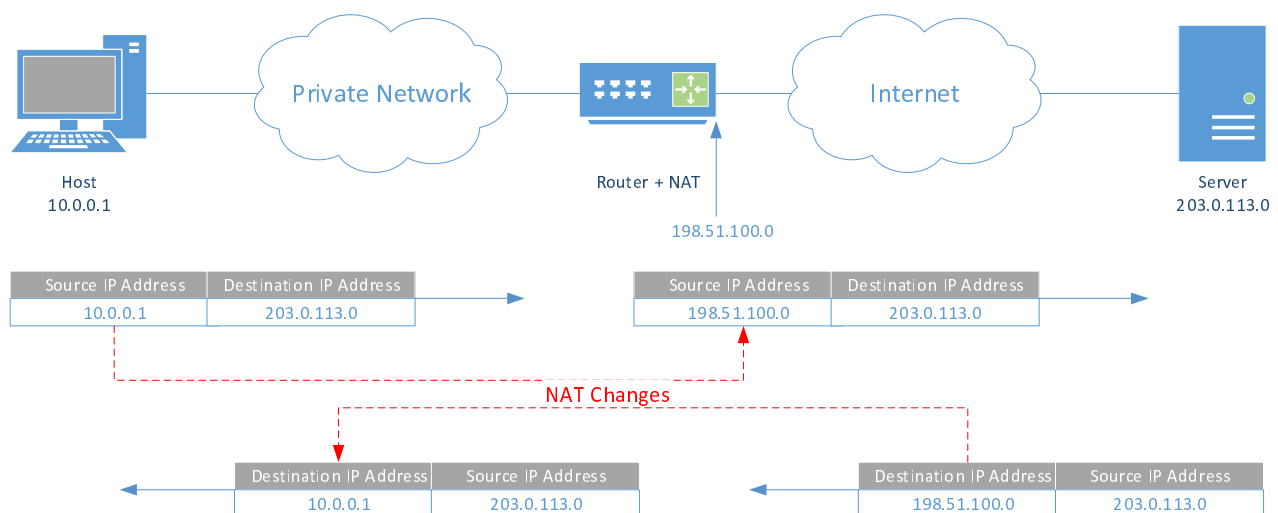 Private Network
Internet
Host
10.0.0.1
Router + NAT
Server
203.0.113.0
198.51.100.0
Source IP Address Destination IP Address
10.0.0.1 203.0.113.0
Source IP Address Destination IP Address
198.51.100.0 203.0.113.0
NAT Changes
Destination IP Address Source IP Address
10.0.0.1 203.0.113.0
Destination IP Address Source IP Address
198.51.100.0 203.0.113.0